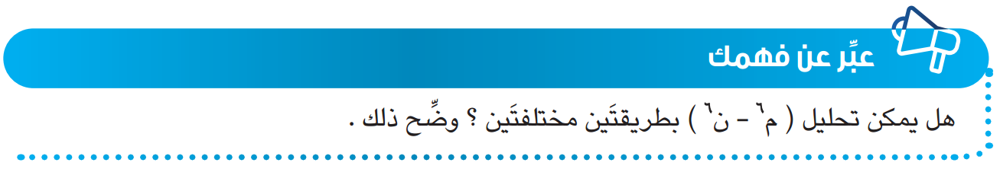 عبِّر عن فهمك
هل يمكن تحليل ( م٦ – ن٦ ) بطريقتَين مختلفتَين ؟ وضِّح ذلك .